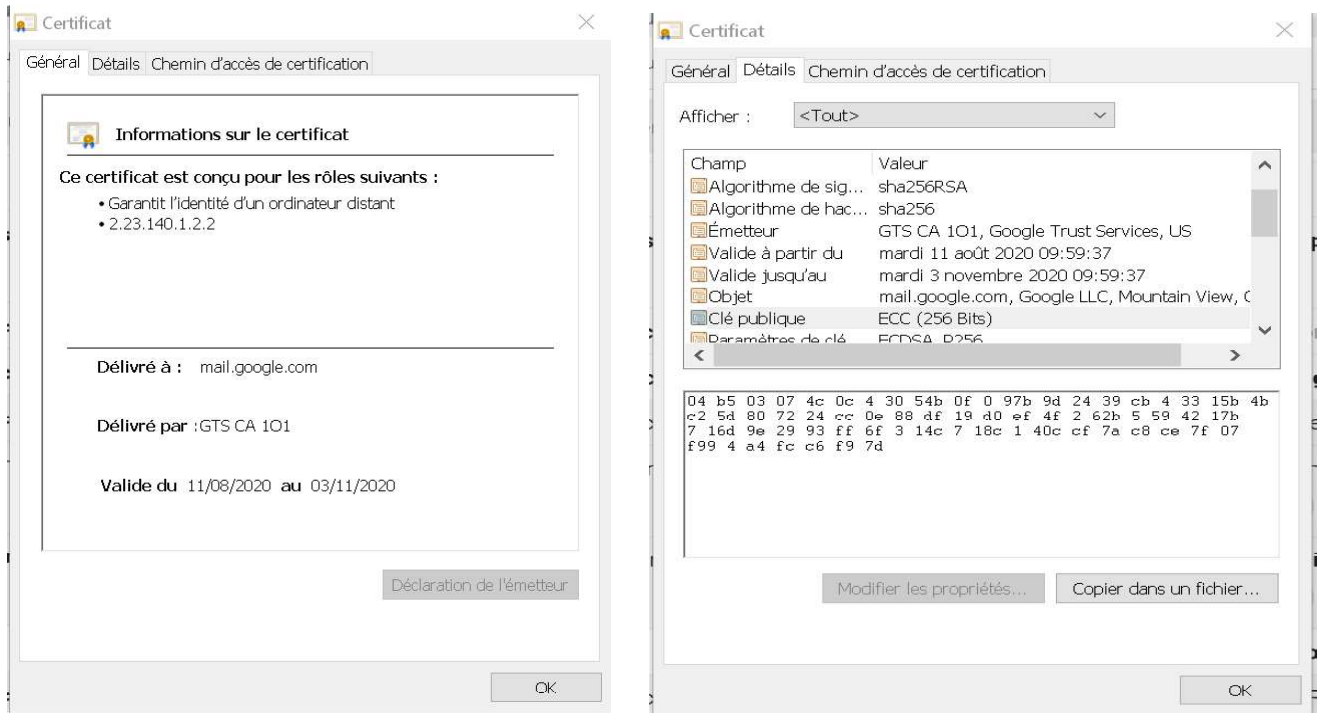 Certificat
Général Détails Chemin d'accès de certification
Informations sur le certificat
Ce certificat est conçu pour les rôles suivants :
• Garantit l'identité d'un ordinateur distant
• 2.23.140.1.2.2
Délivré à : mail.google.com
Délivré par :GTS CA 1O1
Valide du 11/08/2020 au 03/11/2020
Déclaration de l'émetteur
OK
Certificat
Général Détails Chemin d'accès de certification
Afficher : <Tout>
Champ Valeur
Algorithme de sig... sha256RSA
Algorithme de hac... sha256
Émetteur GTS CA 1O1, Google Trust Services, US
Valide à partir du mardi 11 août 2020 09:59:37
Valide jusqu'au mardi 3 novembre 2020 09:59:37
Objet mail.google.com, Google LLC, Mountain View, C
Clé publique ECC (256 Bits)
Paramètres de clé ECDSA_P256
04 b5 03 07 4c 0c 4 30 54b 0f 0 97b 9d 24 39 cb 4 33 15b 4b
c2 5d 80 72 24 cc 0e 88 df 19 d0 ef 4f 2 62b 5 59 42 17b
7 16d 9e 29 93 ff 6f 3 14c 7 18c 1 40c cf 7a c8 ce 7f 07
f99 4 a4 fc c6 f9 7d
Modifier les propriétés... Copier dans un fichier...
OK